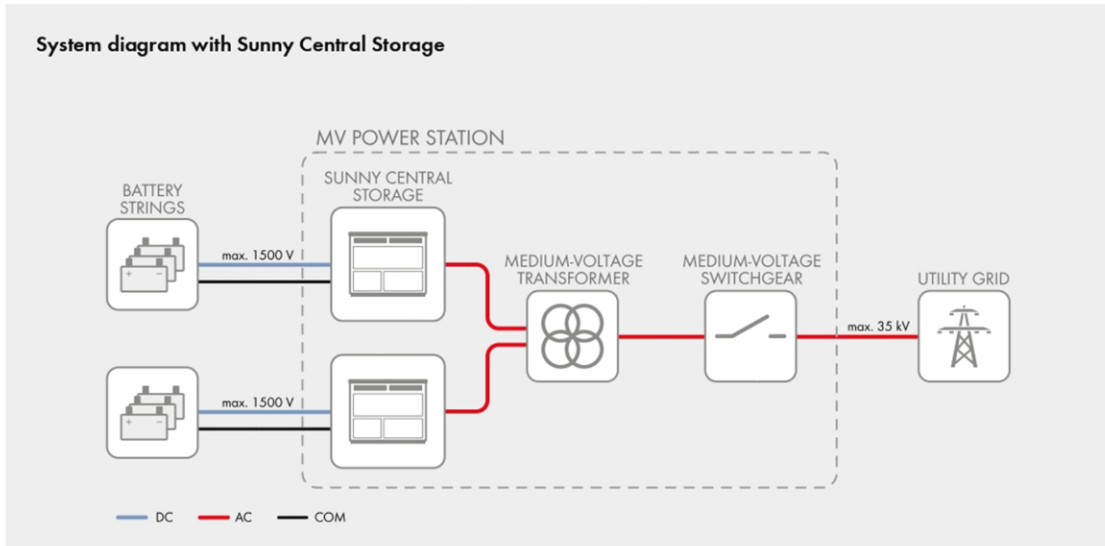 System diagram with Sunny Central Storage
MV POWER STATION
BATTERY
STRINGS
SUNNY CENTRAL
STORAGE
max. 1500 V
MEDIUM-VOLTAGE
TRANSFORMER
MEDIUM-VOLTAGE
SWITCHGEAR
UTILITY GRID
max. 35 kV
max. 1500 V
DC
AC
COM